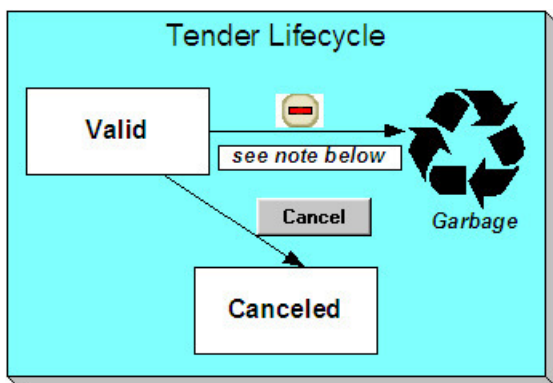 Tender Lifecycle
Valid
see note below
Garbage
Cancel
Canceled